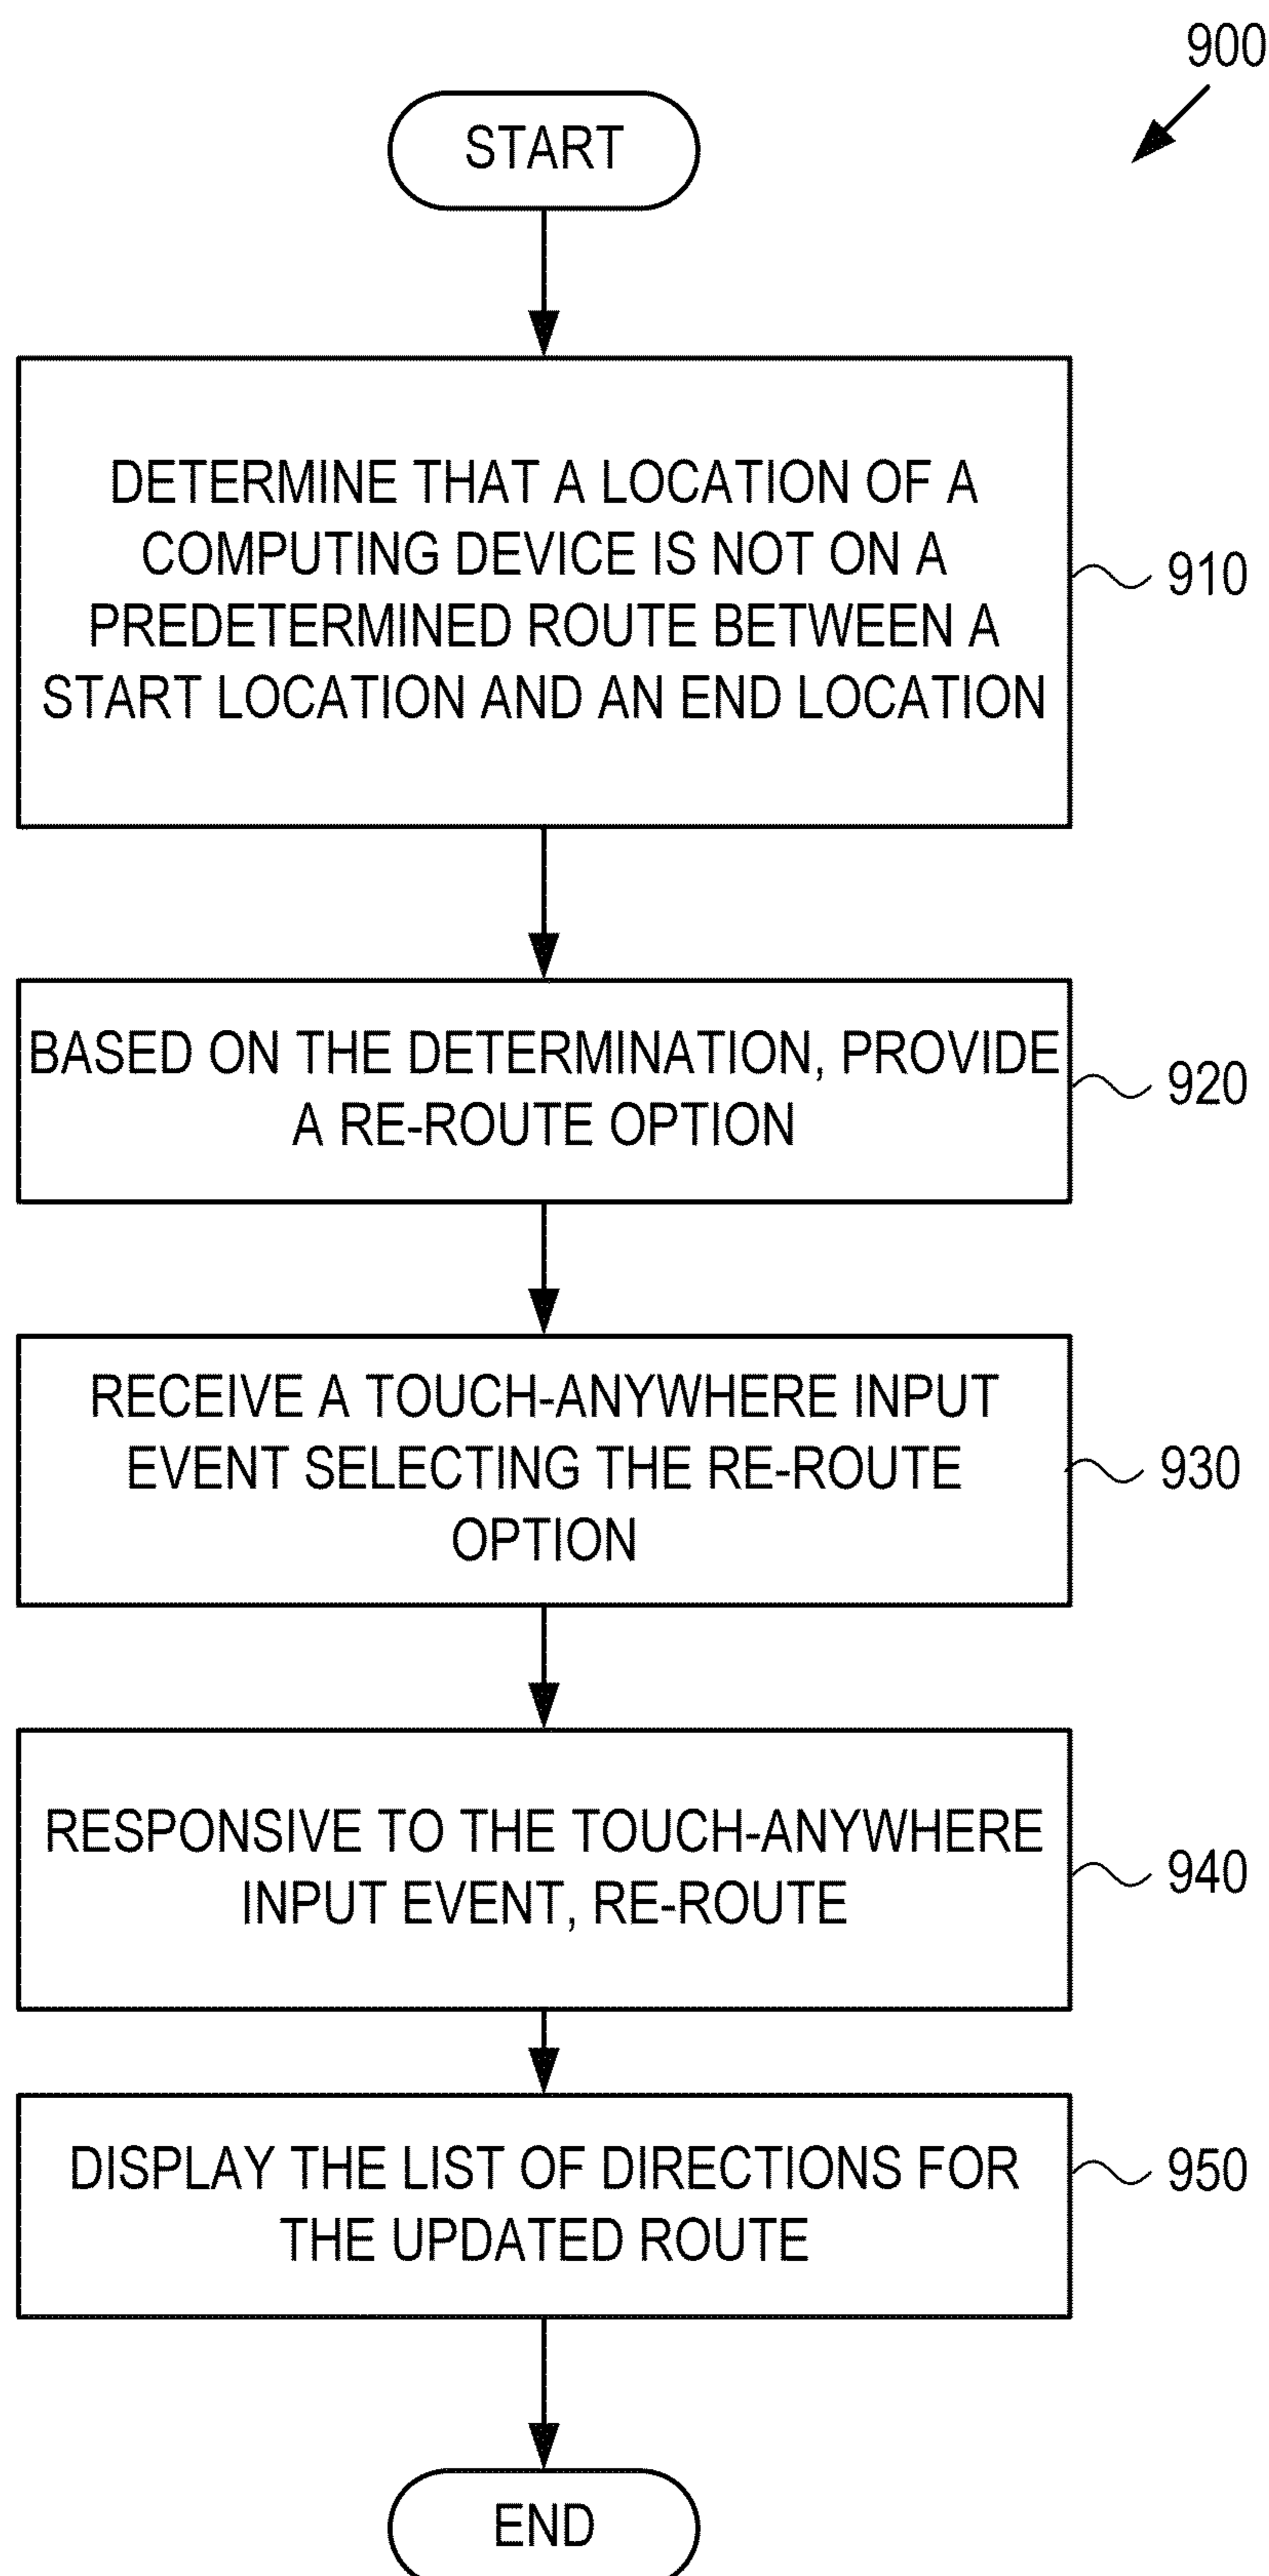 900
START
DETERMINE THAT A LOCATION OF A
COMPUTING DEVICE IS NOT ON A
PREDETERMINED ROUTE BETWEEN A
START LOCATION AND AN END LOCATION
910
BASED ON THE DETERMINATION, PROVIDE
A RE-ROUTE OPTION
920
RECEIVE A TOUCH-ANYWHERE INPUT
EVENT SELECTING THE RE-ROUTE
OPTION
930
RESPONSIVE TO THE TOUCH-ANYWHERE
INPUT EVENT, RE-ROUTE
940
DISPLAY THE LIST OF DIRECTIONS FOR
THE UPDATED ROUTE
950
END